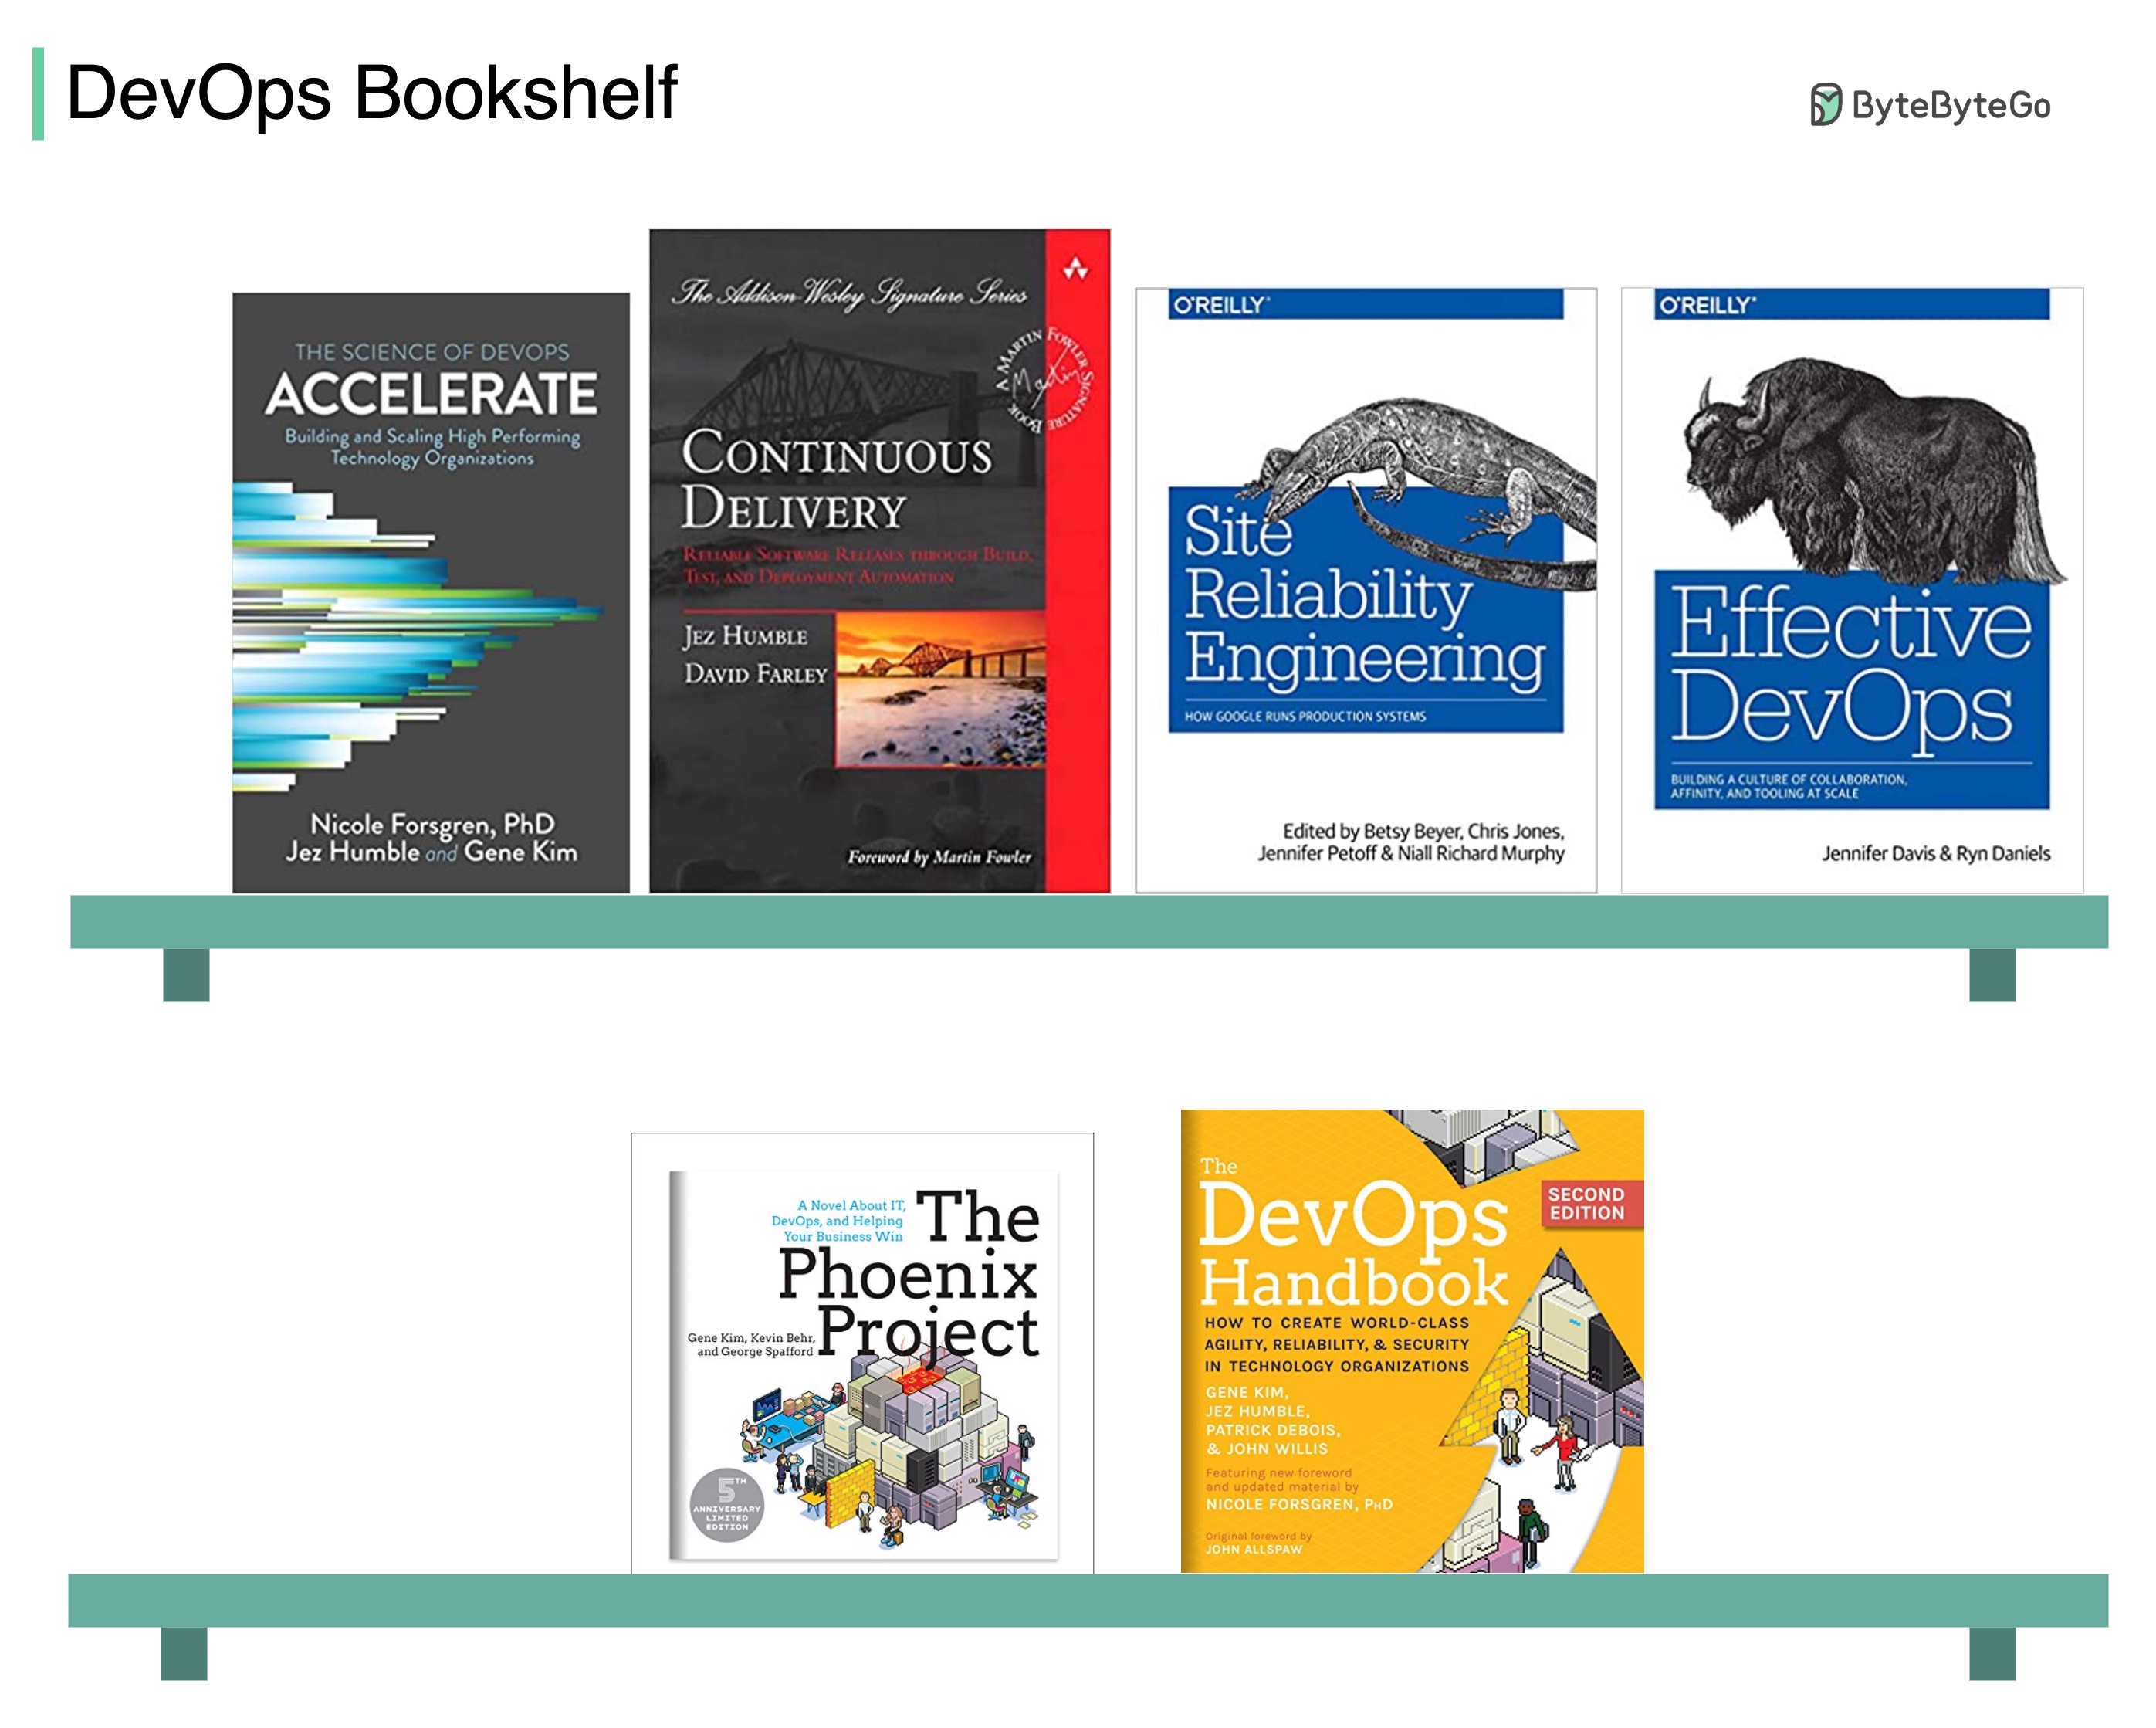 DevOps Bookshelf
ByteByteGo
THE SCIENCE OF DEVOPS
ACCELERATE
Building and Scaling High Performing
Technology Organizations
Nicole Forsgren, PhD
Jez Humble and Gene Kim
The Addison-Wesley Signature Series
A MARTIN FOWLER SIGNATURE BOOK
Martin
CONTINUOUS
DELIVERY
RELIABLE SOFTWARE RELEASES THROUGH BUILD,
TEST, AND DEPLOYMENT AUTOMATION
JEZ HUMBLE
DAVID FARLEY
Foreword by Martin Fowler
O'REILLY®
Site
Reliability
Engineering
HOW GOOGLE RUNS PRODUCTION SYSTEMS
Edited by Betsy Beyer, Chris Jones,
Jennifer Petoff & Niall Richard Murphy
O'REILLY®
Effective
DevOps
BUILDING A CULTURE OF COLLABORATION,
AFFINITY, AND TOOLING AT SCALE
Jennifer Davis & Ryn Daniels
A Novel About IT,
DevOps, and Helping
Your Business Win
The
Phoenix
Project
Gene Kim, Kevin Behr,
and George Spafford
5TH
ANNIVERSARY
LIMITED
EDITION
The
DevOps
Handbook
SECOND
EDITION
HOW TO CREATE WORLD-CLASS
AGILITY, RELIABILITY, & SECURITY
IN TECHNOLOGY ORGANIZATIONS
GENE KIM,
JEZ HUMBLE,
PATRICK DEBOIS,
& JOHN WILLIS
Featuring new foreword
and updated material by
NICOLE FORSGREN, PHD
Original foreword by
JOHN ALLSPAW